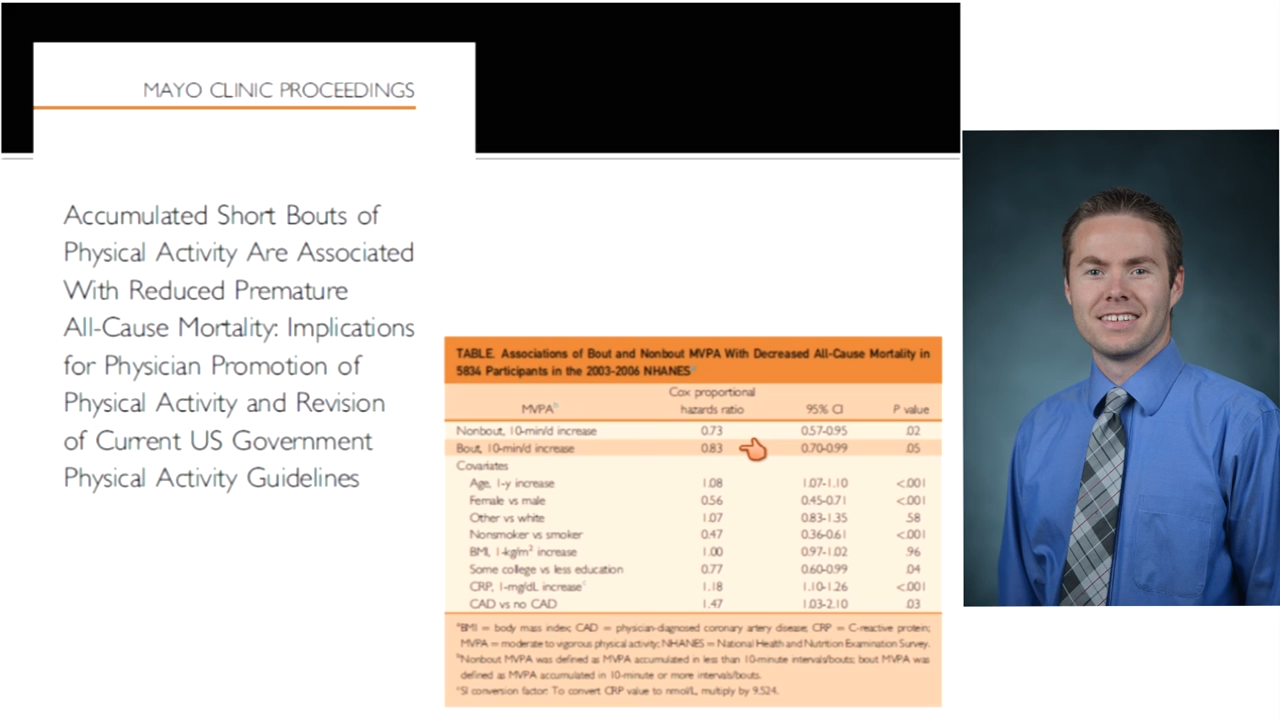 MAYO CLINIC PROCEEDINGS
Accumulated Short Bouts of
Physical Activity Are Associated
With Reduced Premature
All-Cause Mortality: Implications
for Physician Promotion of
Physical Activity and Revision
of Current US Government
Physical Activity Guidelines
TABLE. Associations of Bout and Nonbout MVPA With Decreased All-Cause Mortality in
5834 Participants in the 2003-2006 NHANESᵃ
Cox proportional
MVPAᵇ hazards ratio 95% CI P value
Nonbout, 10-min/d increase 0.73 0.57-0.95 .02
Bout, 10-min/d increase 0.83 0.70-0.99 .05
Covariates
Age, 1-y increase 1.08 1.07-1.10 <.001
Female vs male 0.56 0.45-0.71 <.001
Other vs white 1.07 0.83-1.35 .58
Nonsmoker vs smoker 0.47 0.36-0.61 <.001
BMI, 1-kg/m² increase 1.00 0.97-1.02 .96
Some college vs less education 0.77 0.60-0.99 .04
CRP, 1-mg/dL increaseᶜ 1.18 1.10-1.26 <.001
CAD vs no CAD 1.47 1.03-2.10 .03
ᵃBMI = body mass index; CAD = physician-diagnosed coronary artery disease; CRP = C-reactive protein;
MVPA = moderate to vigorous physical activity; NHANES = National Health and Nutrition Examination Survey.
ᵇNonbout MVPA was defined as MVPA accumulated in less than 10-minute intervals/bouts; bout MVPA was
defined as MVPA accumulated in 10-minute or more intervals/bouts.
ᶜSI conversion factor: To convert CRP value to nmol/L, multiply by 9.524.